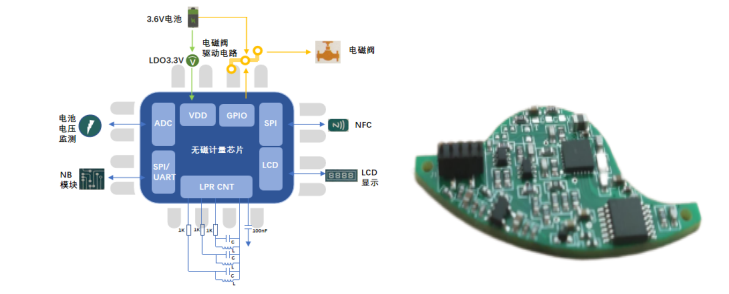 3.6V电池
电磁阀
驱动电路
电磁阀
LDO3.3V
V
VDD
GPIO
ADC
SPI
电池
电压
监测
NFC
无磁计量芯片
SPI/
UART
LCD
NB
模块
LCD
显示
LPR CNT
1K
1K
1K
100nF
C
L
C
L
C
L